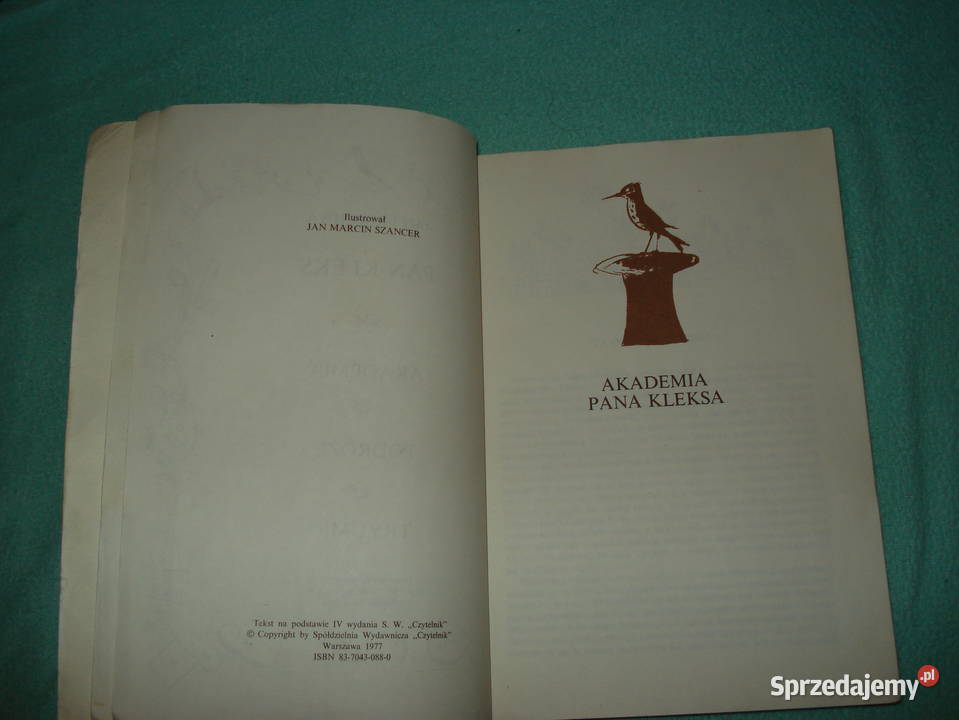 Ilustrował
JAN MARCIN SZANCER
Tekst na podstawie IV wydania S. W. „Czytelnik”
© Copyright by Spółdzielnia Wydawnicza „Czytelnik”
Warszawa 1977
ISBN 83-7043-088-0
AKADEMIA
PANA KLEKSA
Sprzedajemy.pl